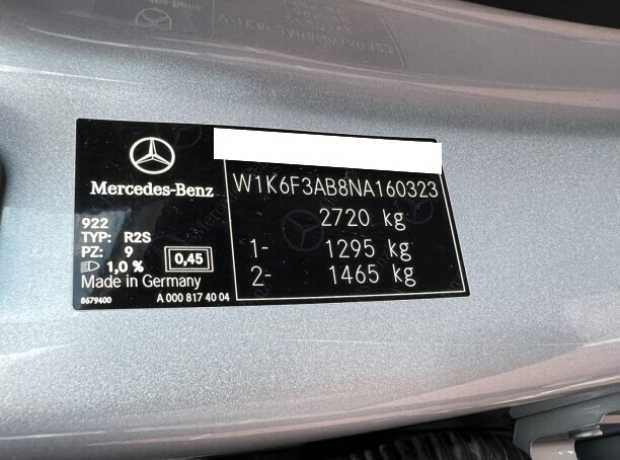 Mercedes-Benz
W1K6F3AB8NA160323
2720 kg
1- 1295 kg
2- 1465 kg
922
TYP: R2S
PZ: 9
1,0 % 0,45
Made in Germany
8679400 A 000 817 40 04